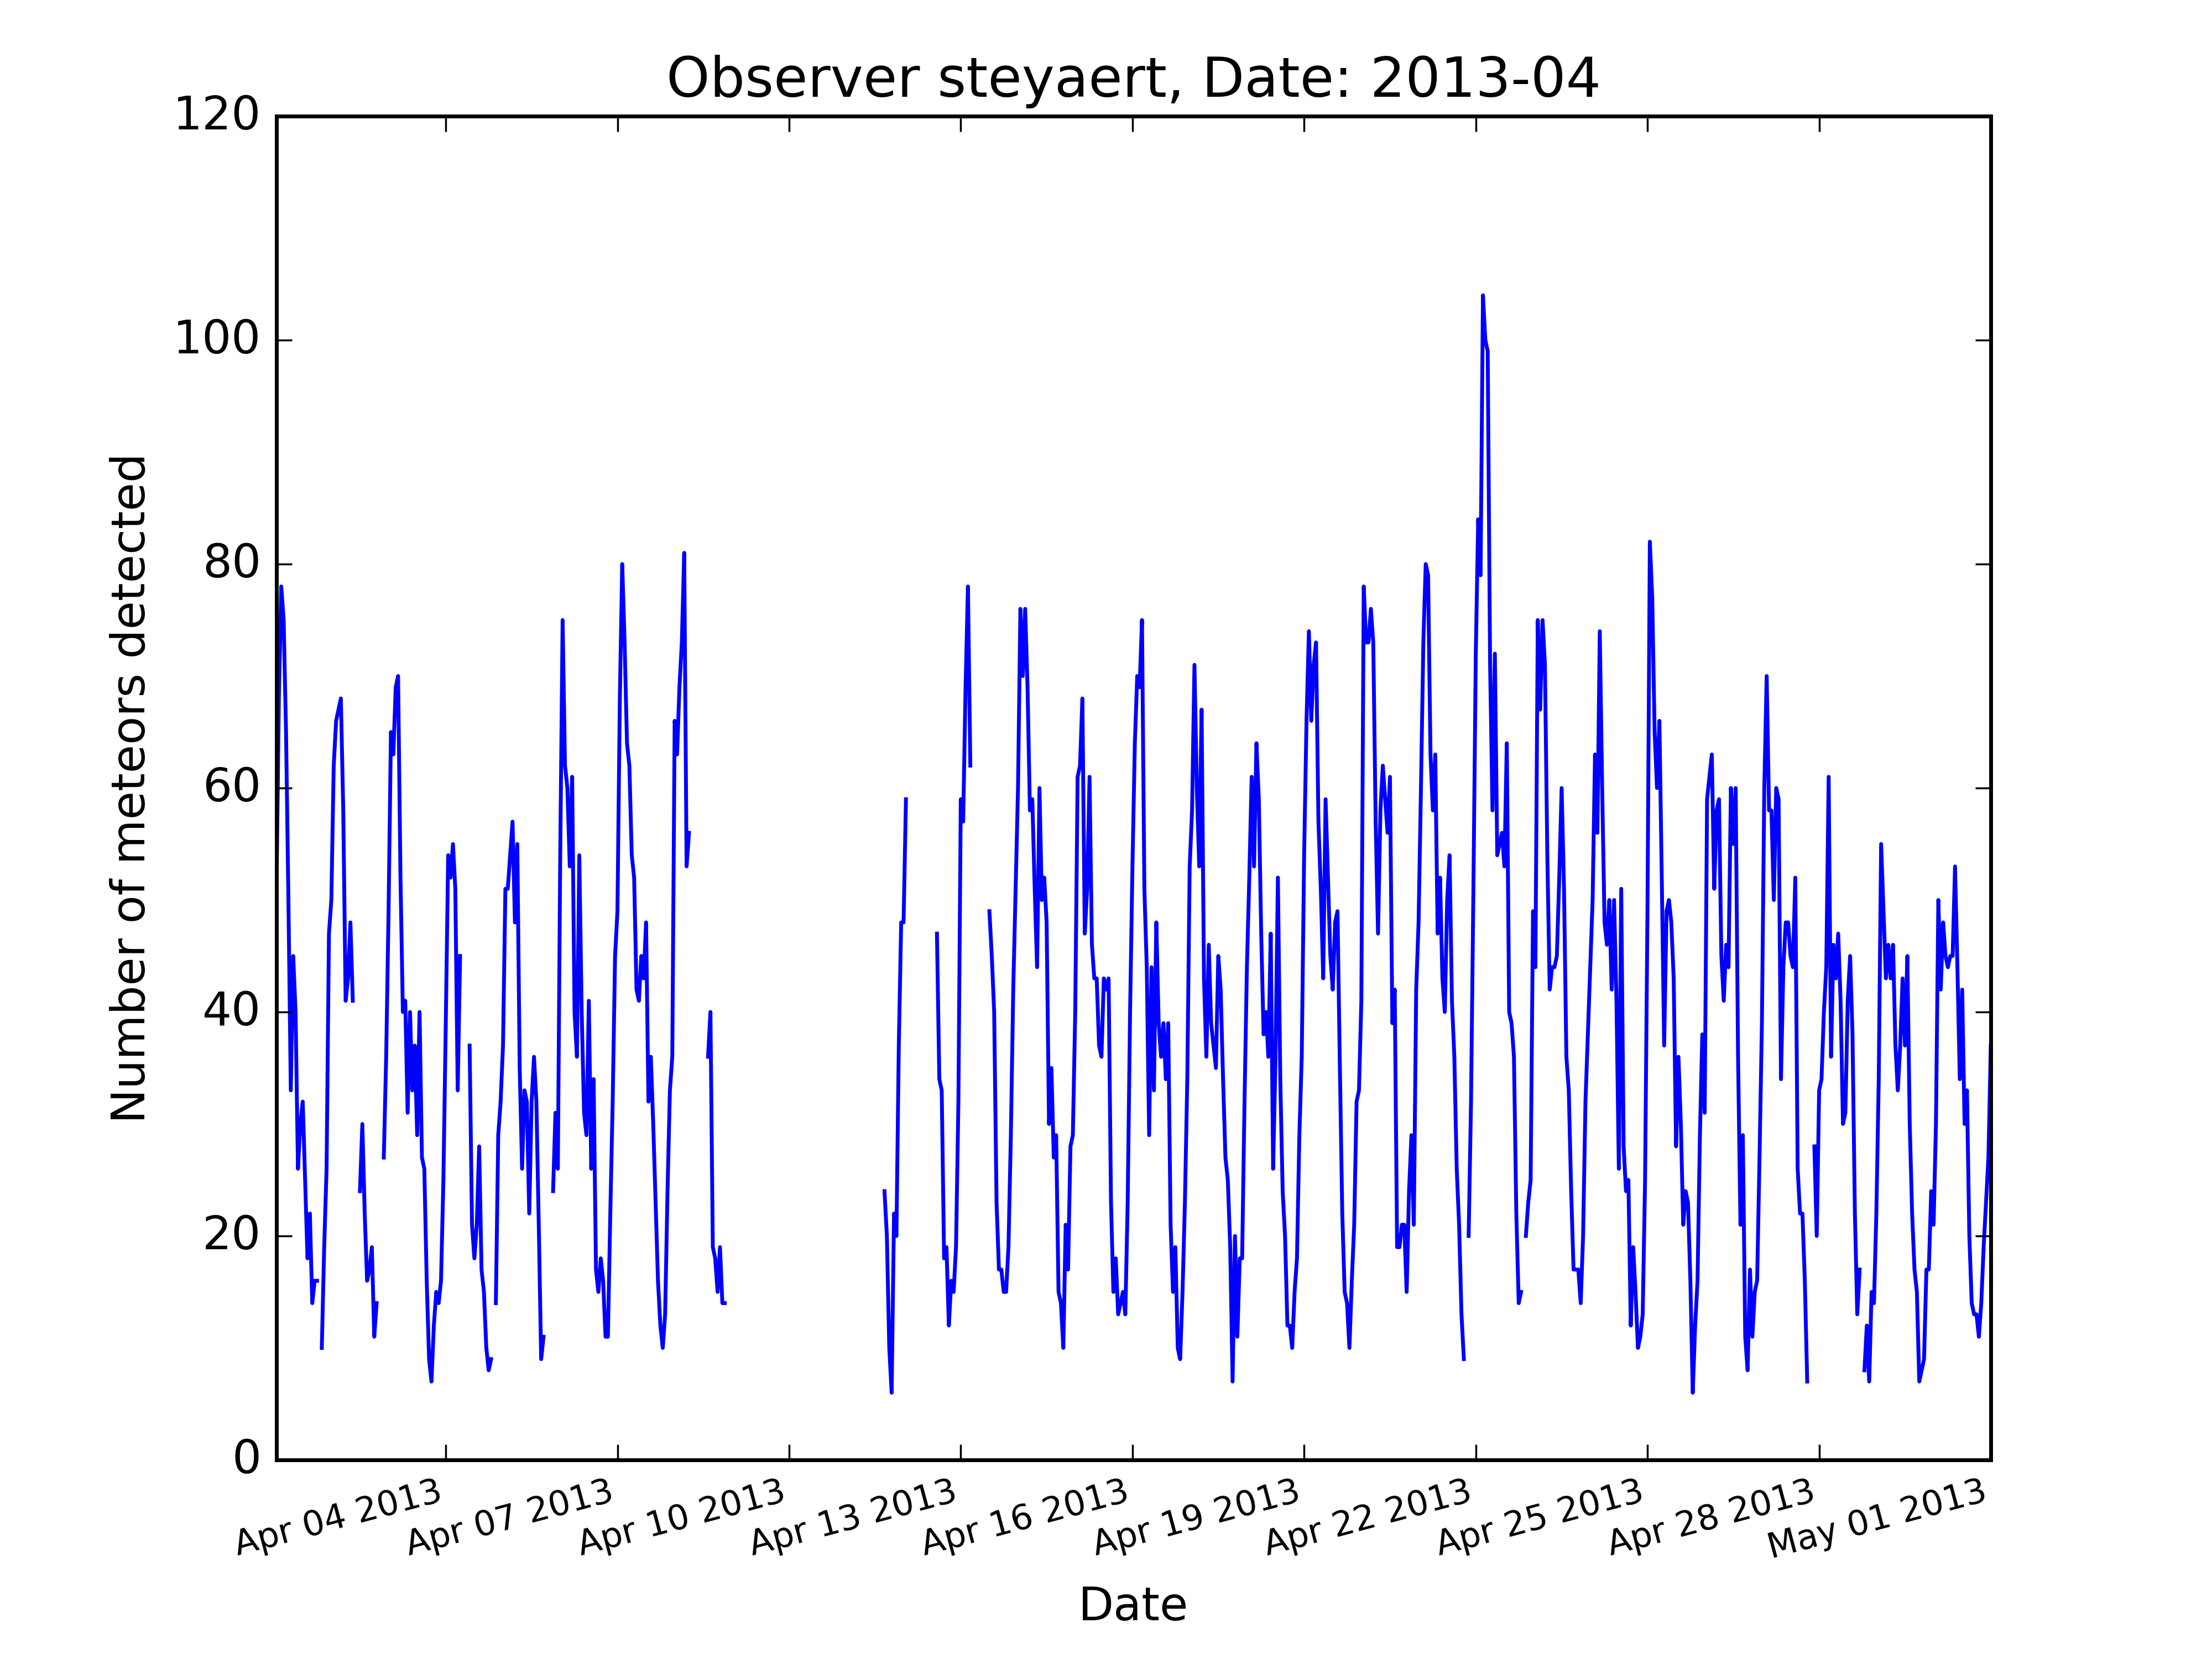 Observer steyaert, Date: 2013-04
120
100
80
60
40
20
0
Number of meteors detected
Apr 04 2013
Apr 07 2013
Apr 10 2013
Apr 13 2013
Apr 16 2013
Apr 19 2013
Apr 22 2013
Apr 25 2013
Apr 28 2013
May 01 2013
Date